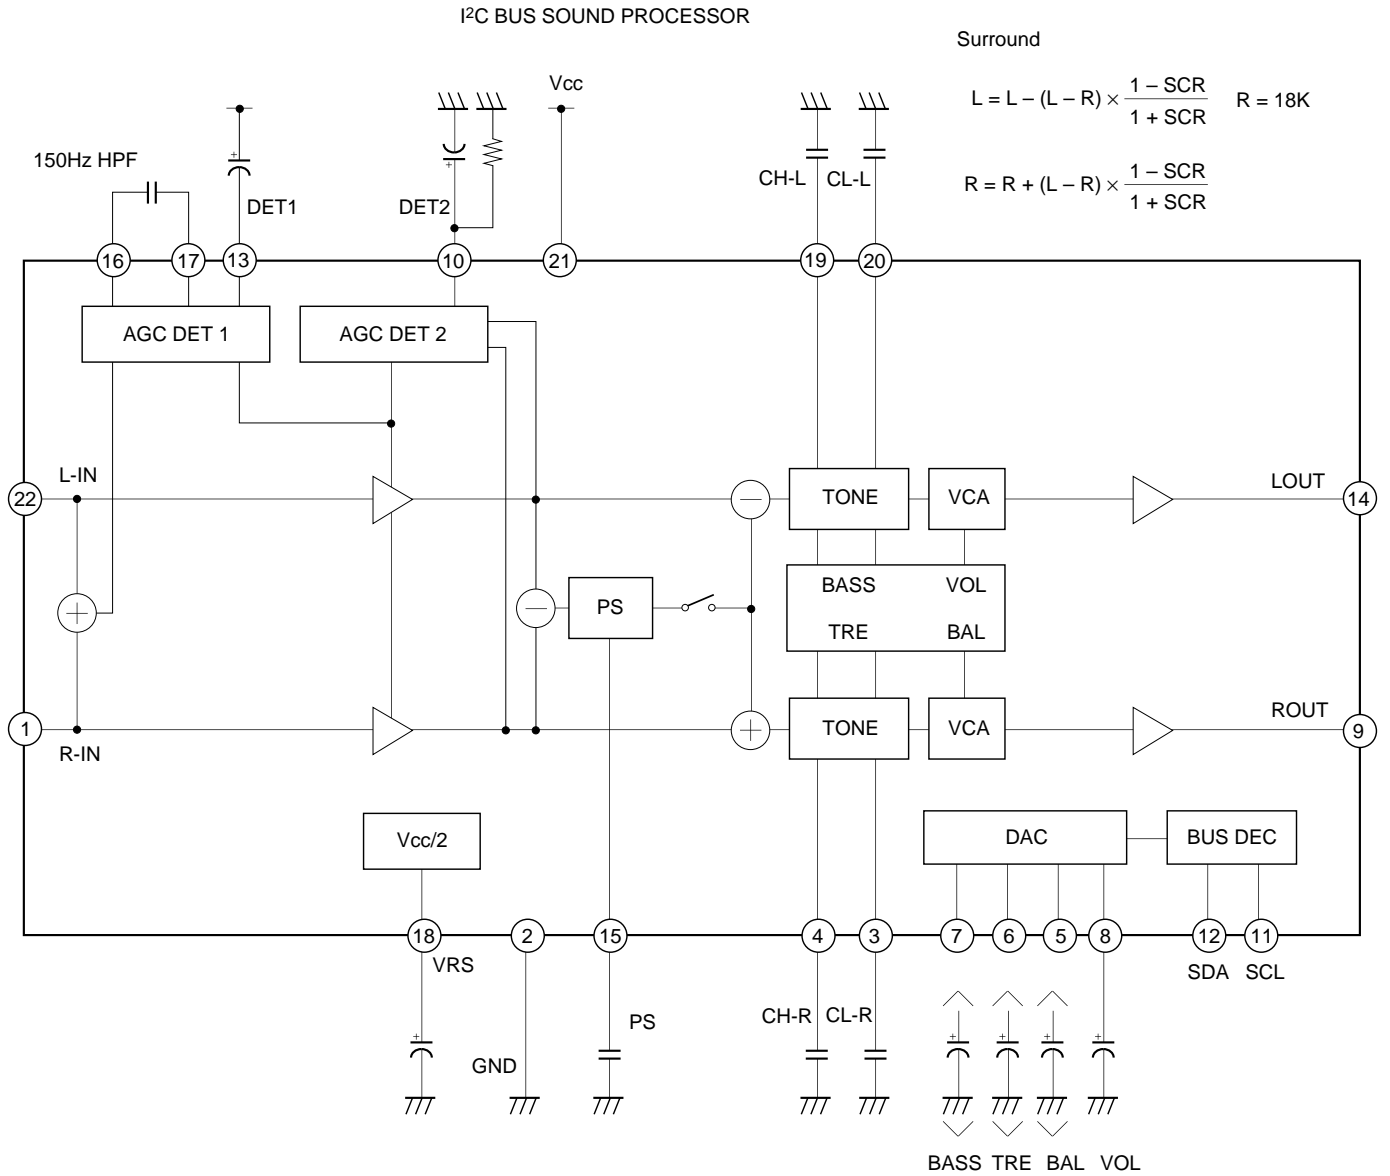 I²C BUS SOUND PROCESSOR
Surround
L = L – (L – R) × 1 – SCR / 1 + SCR R = 18K
R = R + (L – R) × 1 – SCR / 1 + SCR
Vcc
150Hz HPF
DET1
DET2
CH-L
CL-L
16 17 13 10 21 19 20
AGC DET 1
AGC DET 2
22
L-IN
TONE
VCA
LOUT
14
+
–
–
PS
BASS VOL
TRE BAL
1
R-IN
+
TONE
VCA
ROUT
9
Vcc/2
DAC
BUS DEC
18 2 15 4 3 7 6 5 8 12 11
VRS
SDA SCL
GND
PS
CH-R
CL-R
BASS TRE BAL VOL